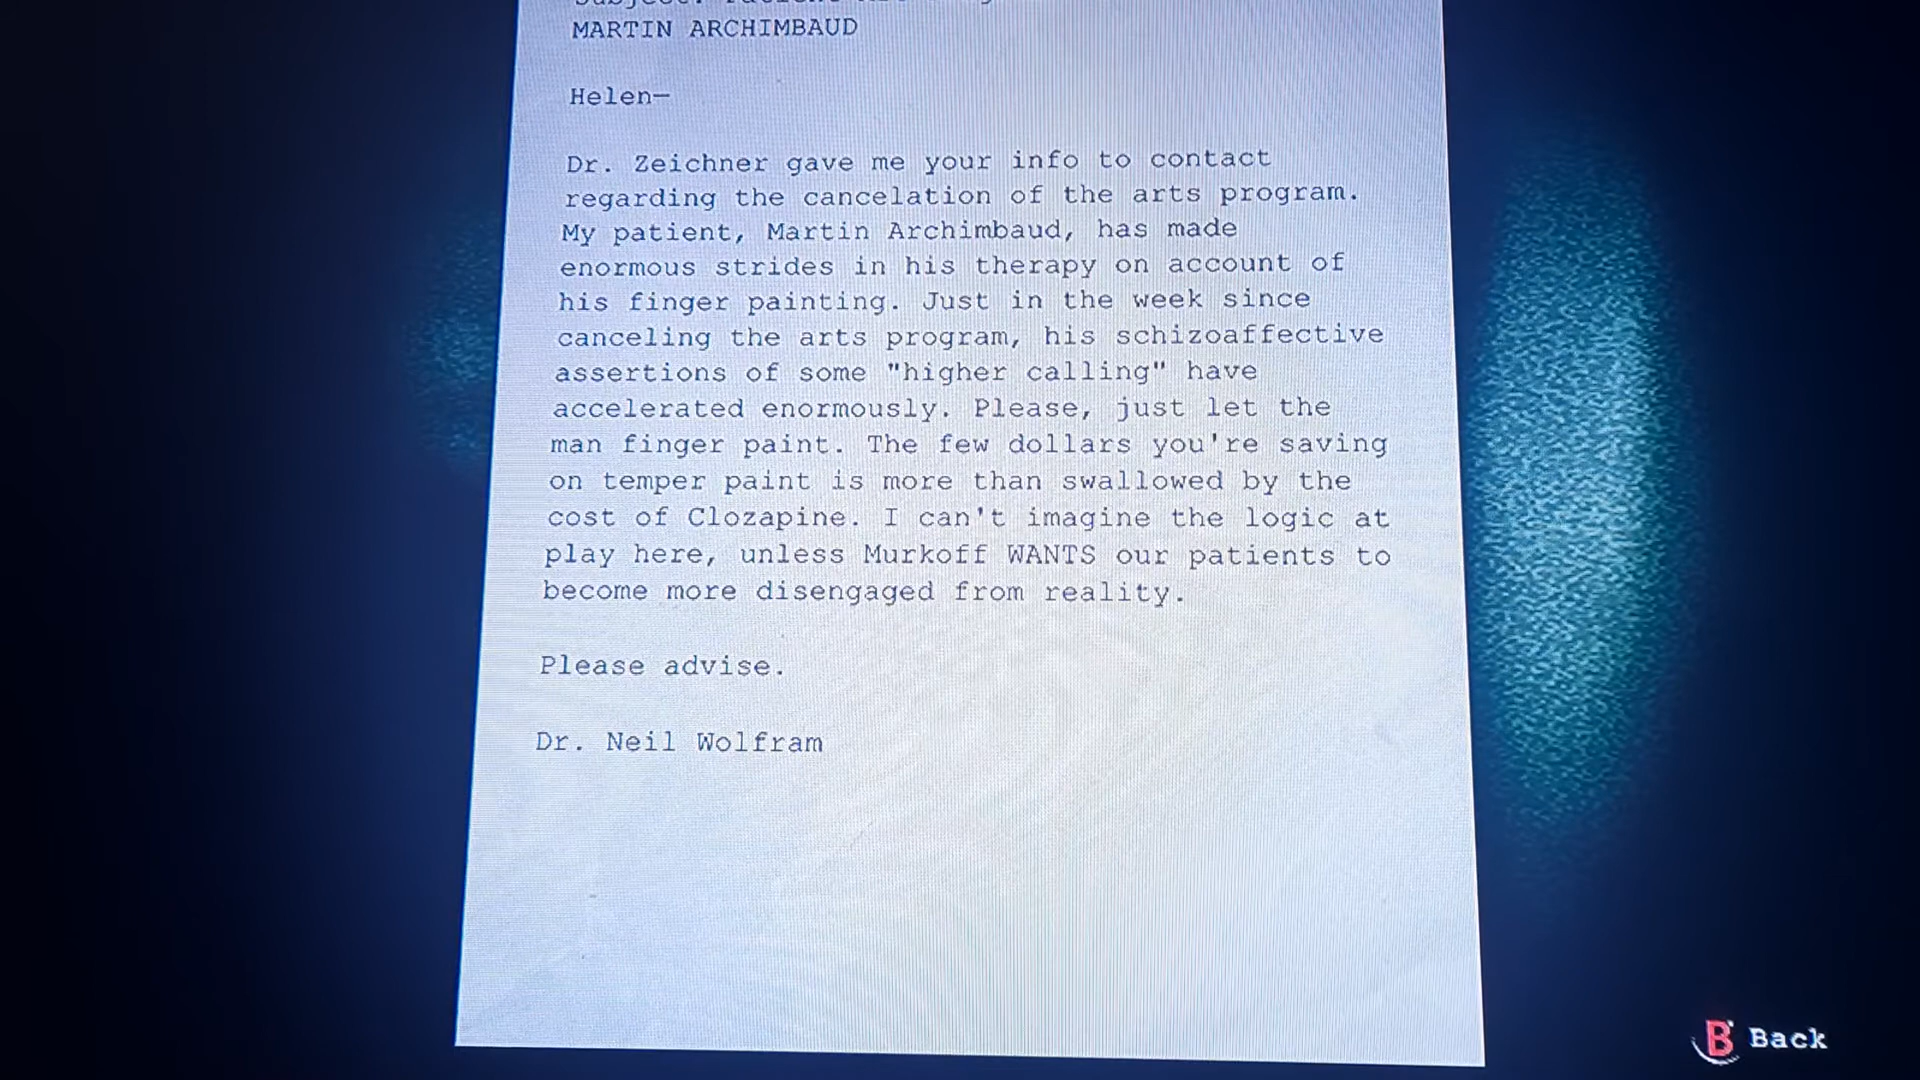 MARTIN ARCHIMBAUD
Helen—
Dr. Zeichner gave me your info to contact
regarding the cancelation of the arts program.
My patient, Martin Archimbaud, has made
enormous strides in his therapy on account of
his finger painting. Just in the week since
canceling the arts program, his schizoaffective
assertions of some "higher calling" have
accelerated enormously. Please, just let the
man finger paint. The few dollars you're saving
on temper paint is more than swallowed by the
cost of Clozapine. I can't imagine the logic at
play here, unless Murkoff WANTS our patients to
become more disengaged from reality.
Please advise.
Dr. Neil Wolfram
B Back